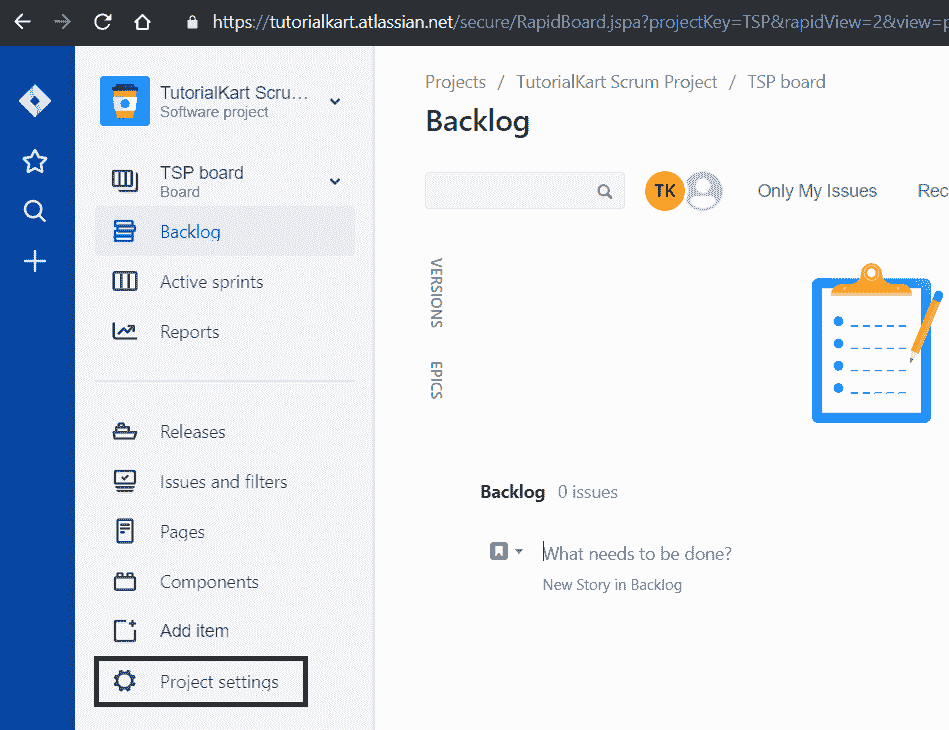 https://tutorialkart.atlassian.net/secure/RapidBoard.jspa?projectKey=TSP&rapidView=2&view=p
TutorialKart Scru...
Software project
TSP board
Board
Backlog
Active sprints
Reports
Releases
Issues and filters
Pages
Components
Add item
Project settings
Projects / TutorialKart Scrum Project / TSP board
Backlog
TK
Only My Issues
Rec
VERSIONS
EPICS
Backlog 0 issues
What needs to be done?
New Story in Backlog